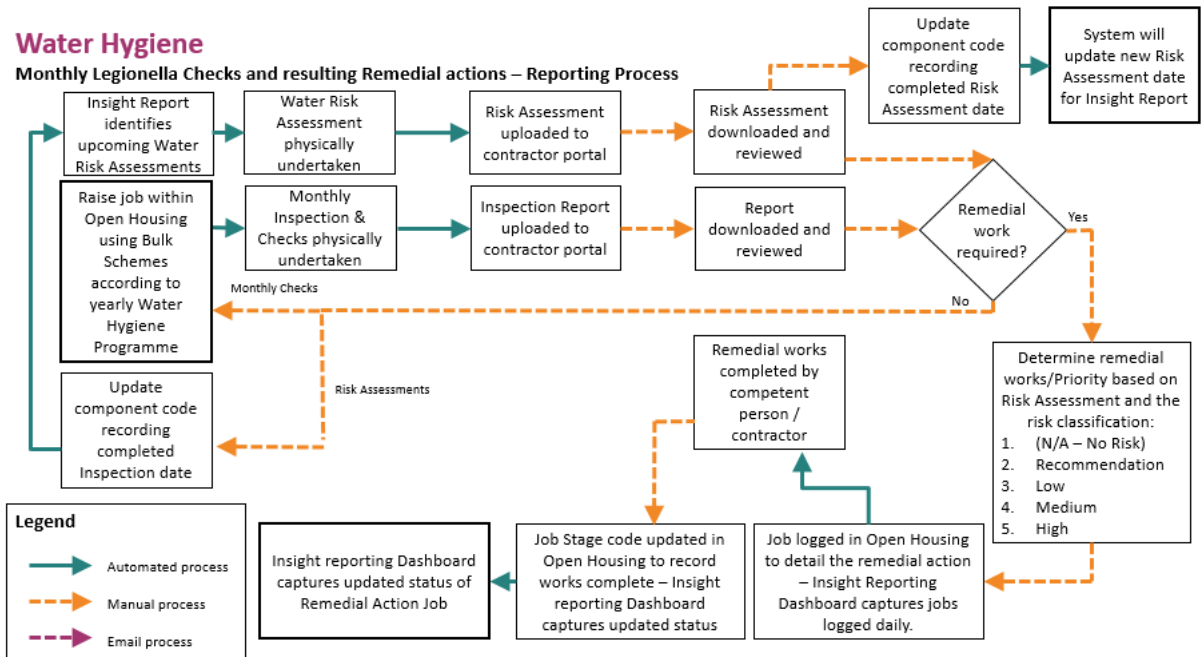 Water Hygiene
Monthly Legionella Checks and resulting Remedial actions – Reporting Process
Insight Report
identifies
upcoming Water
Risk Assessments
Water Risk
Assessment
physically
undertaken
Risk Assessment
uploaded to
contractor portal
Risk Assessment
downloaded and
reviewed
Update
component code
recording
completed Risk
Assessment date
System will
update new Risk
Assessment date
for Insight Report
Raise job within
Open Housing
using Bulk
Schemes
according to
yearly Water
Hygiene
Programme
Monthly
Inspection &
Checks physically
undertaken
Inspection Report
uploaded to
contractor portal
Report
downloaded and
reviewed
Remedial
work
required?
Yes
No
Monthly Checks
Risk Assessments
Update
component code
recording
completed
Inspection date
Determine remedial
works/Priority based on
Risk Assessment and the
risk classification:
1. (N/A – No Risk)
2. Recommendation
3. Low
4. Medium
5. High
Remedial works
completed by
competent
person /
contractor
Job logged in Open Housing
to detail the remedial action
– Insight Reporting
Dashboard captures jobs
logged daily.
Job Stage code updated in
Open Housing to record
works complete – Insight
reporting Dashboard
captures updated status
Insight reporting Dashboard
captures updated status of
Remedial Action Job
Legend
Automated process
Manual process
Email process